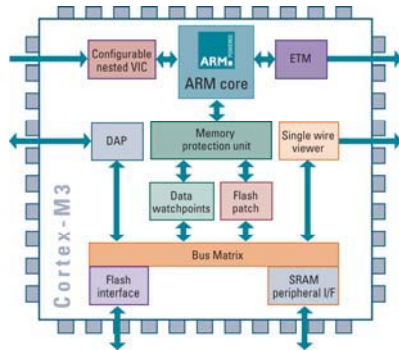 Configurable
nested VIC
ARM
POWERED
ARM core
ETM
DAP
Memory
protection unit
Single wire
viewer
Data
watchpoints
Flash
patch
Bus Matrix
Flash
interface
SRAM
peripheral I/F
Cortex-M3